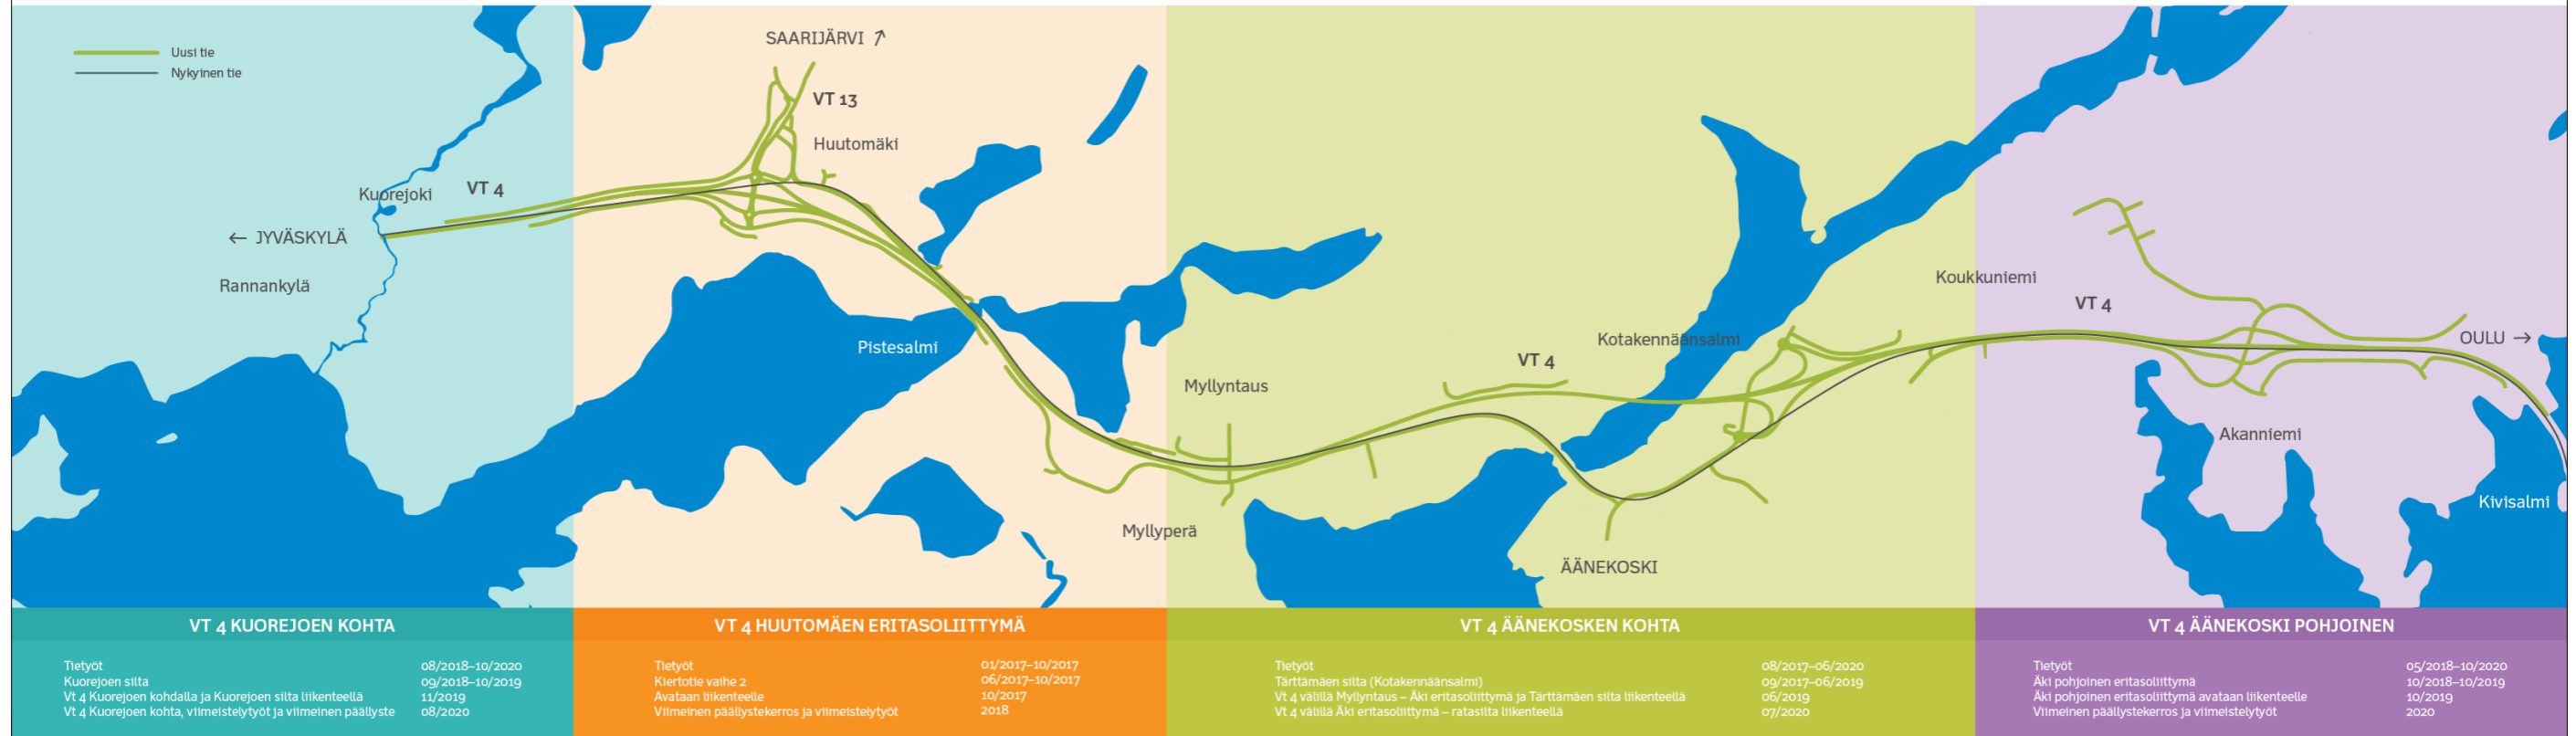 Uusi tie
Nykyinen tie
SAARIJÄRVI ↗
VT 13
Huutomäki
Kuorejoki
VT 4
← JYVÄSKYLÄ
Rannankylä
Pistesalmi
Myllyntaus
Myllyperä
VT 4
Kotakennäänsalmi
ÄÄNEKOSKI
Koukkuniemi
VT 4
OULU →
Akanniemi
Kivisalmi
VT 4 KUOREJOEN KOHTA
Tietyöt 08/2018–10/2020
Kuorejoen silta 09/2018–10/2019
Vt 4 Kuorejoen kohdalla ja Kuorejoen silta liikenteellä 11/2019
Vt 4 Kuorejoen kohta, viimeistelytyöt ja viimeinen päällyste 08/2020
VT 4 HUUTOMÄEN ERITASOLIITTYMÄ
Tietyöt 01/2017–10/2017
Kiertotie vaihe 2 06/2017–10/2017
Avataan liikenteelle 10/2017
Viimeinen päällystekerros ja viimeistelytyöt 2018
VT 4 ÄÄNEKOSKEN KOHTA
Tietyöt 08/2017–06/2020
Tärttämäen silta (Kotakennäänsalmi) 09/2017–06/2019
Vt 4 välillä Myllyntaus – Äki eritasoliittymä ja Tärttämäen silta liikenteellä 06/2019
Vt 4 välillä Äki eritasoliittymä – ratasilta liikenteellä 07/2020
VT 4 ÄÄNEKOSKI POHJOINEN
Tietyöt 05/2018–10/2020
Äki pohjoinen eritasoliittymä 10/2018–10/2019
Äki pohjoinen eritasoliittymä avataan liikenteelle 10/2019
Viimeinen päällystekerros ja viimeistelytyöt 2020